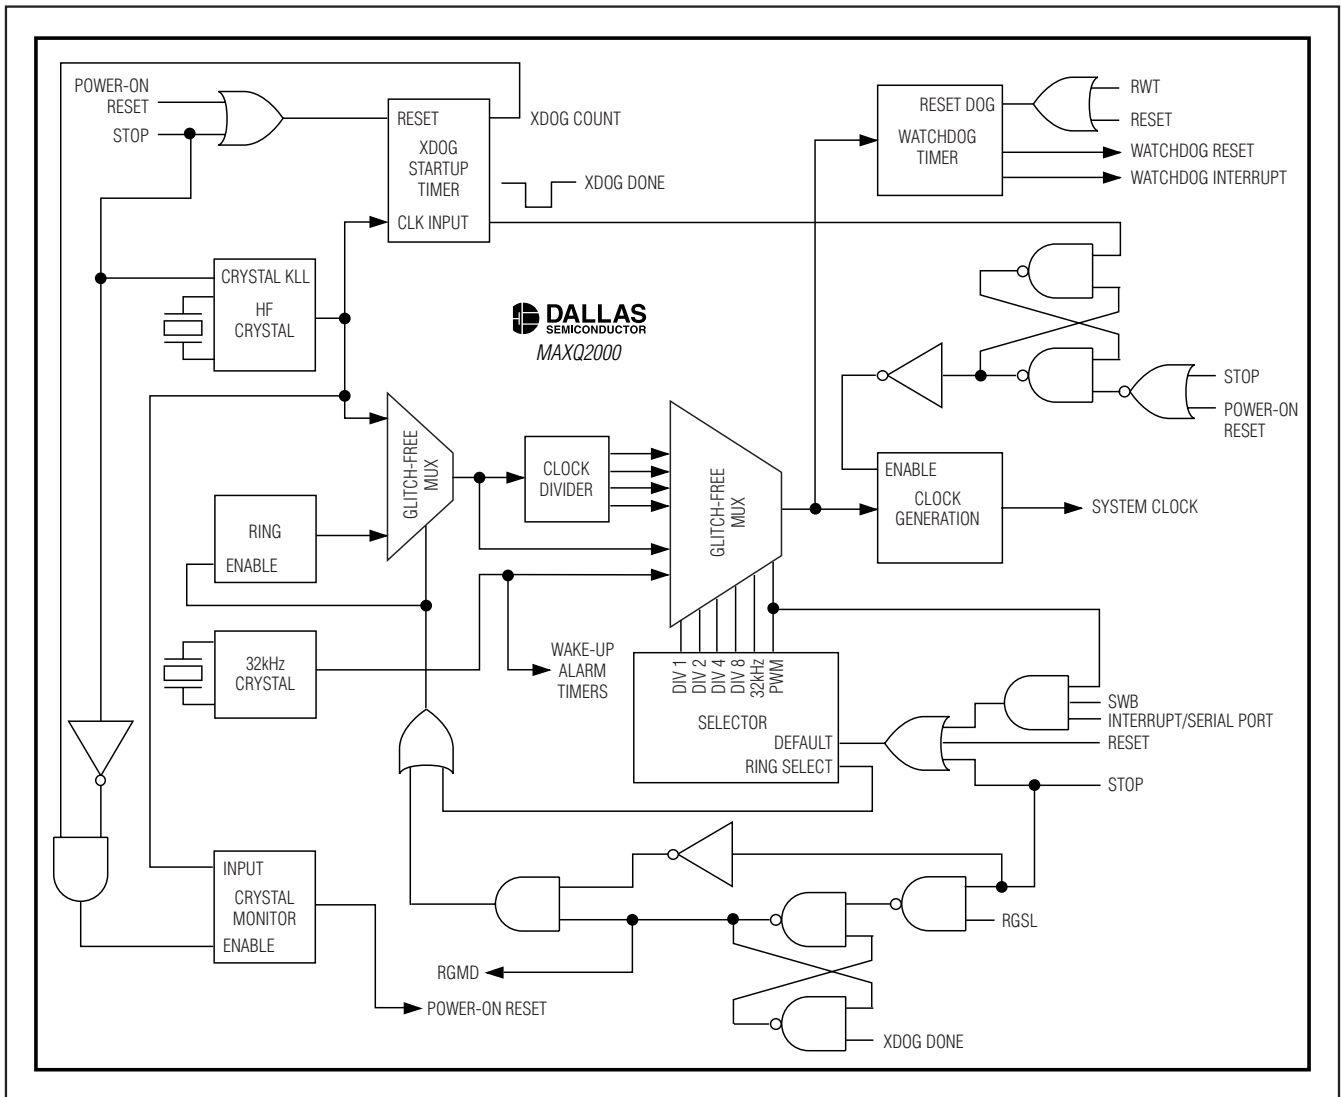 POWER-ON
RESET
STOP
RESET
XDOG
STARTUP
TIMER
CLK INPUT
XDOG COUNT
XDOG DONE
RESET DOG
WATCHDOG
TIMER
RWT
RESET
WATCHDOG RESET
WATCHDOG INTERRUPT
CRYSTAL KLL
HF
CRYSTAL
DALLAS
SEMICONDUCTOR
MAXQ2000
STOP
POWER-ON
RESET
GLITCH-FREE
MUX
CLOCK
DIVIDER
GLITCH-FREE
MUX
ENABLE
CLOCK
GENERATION
SYSTEM CLOCK
RING
ENABLE
32kHz
CRYSTAL
WAKE-UP
ALARM
TIMERS
DIV 1
DIV 2
DIV 4
DIV 8
32kHz
PWM
SELECTOR
DEFAULT
RING SELECT
SWB
INTERRUPT/SERIAL PORT
RESET
STOP
INPUT
CRYSTAL
MONITOR
ENABLE
RGSL
RGMD
POWER-ON RESET
XDOG DONE